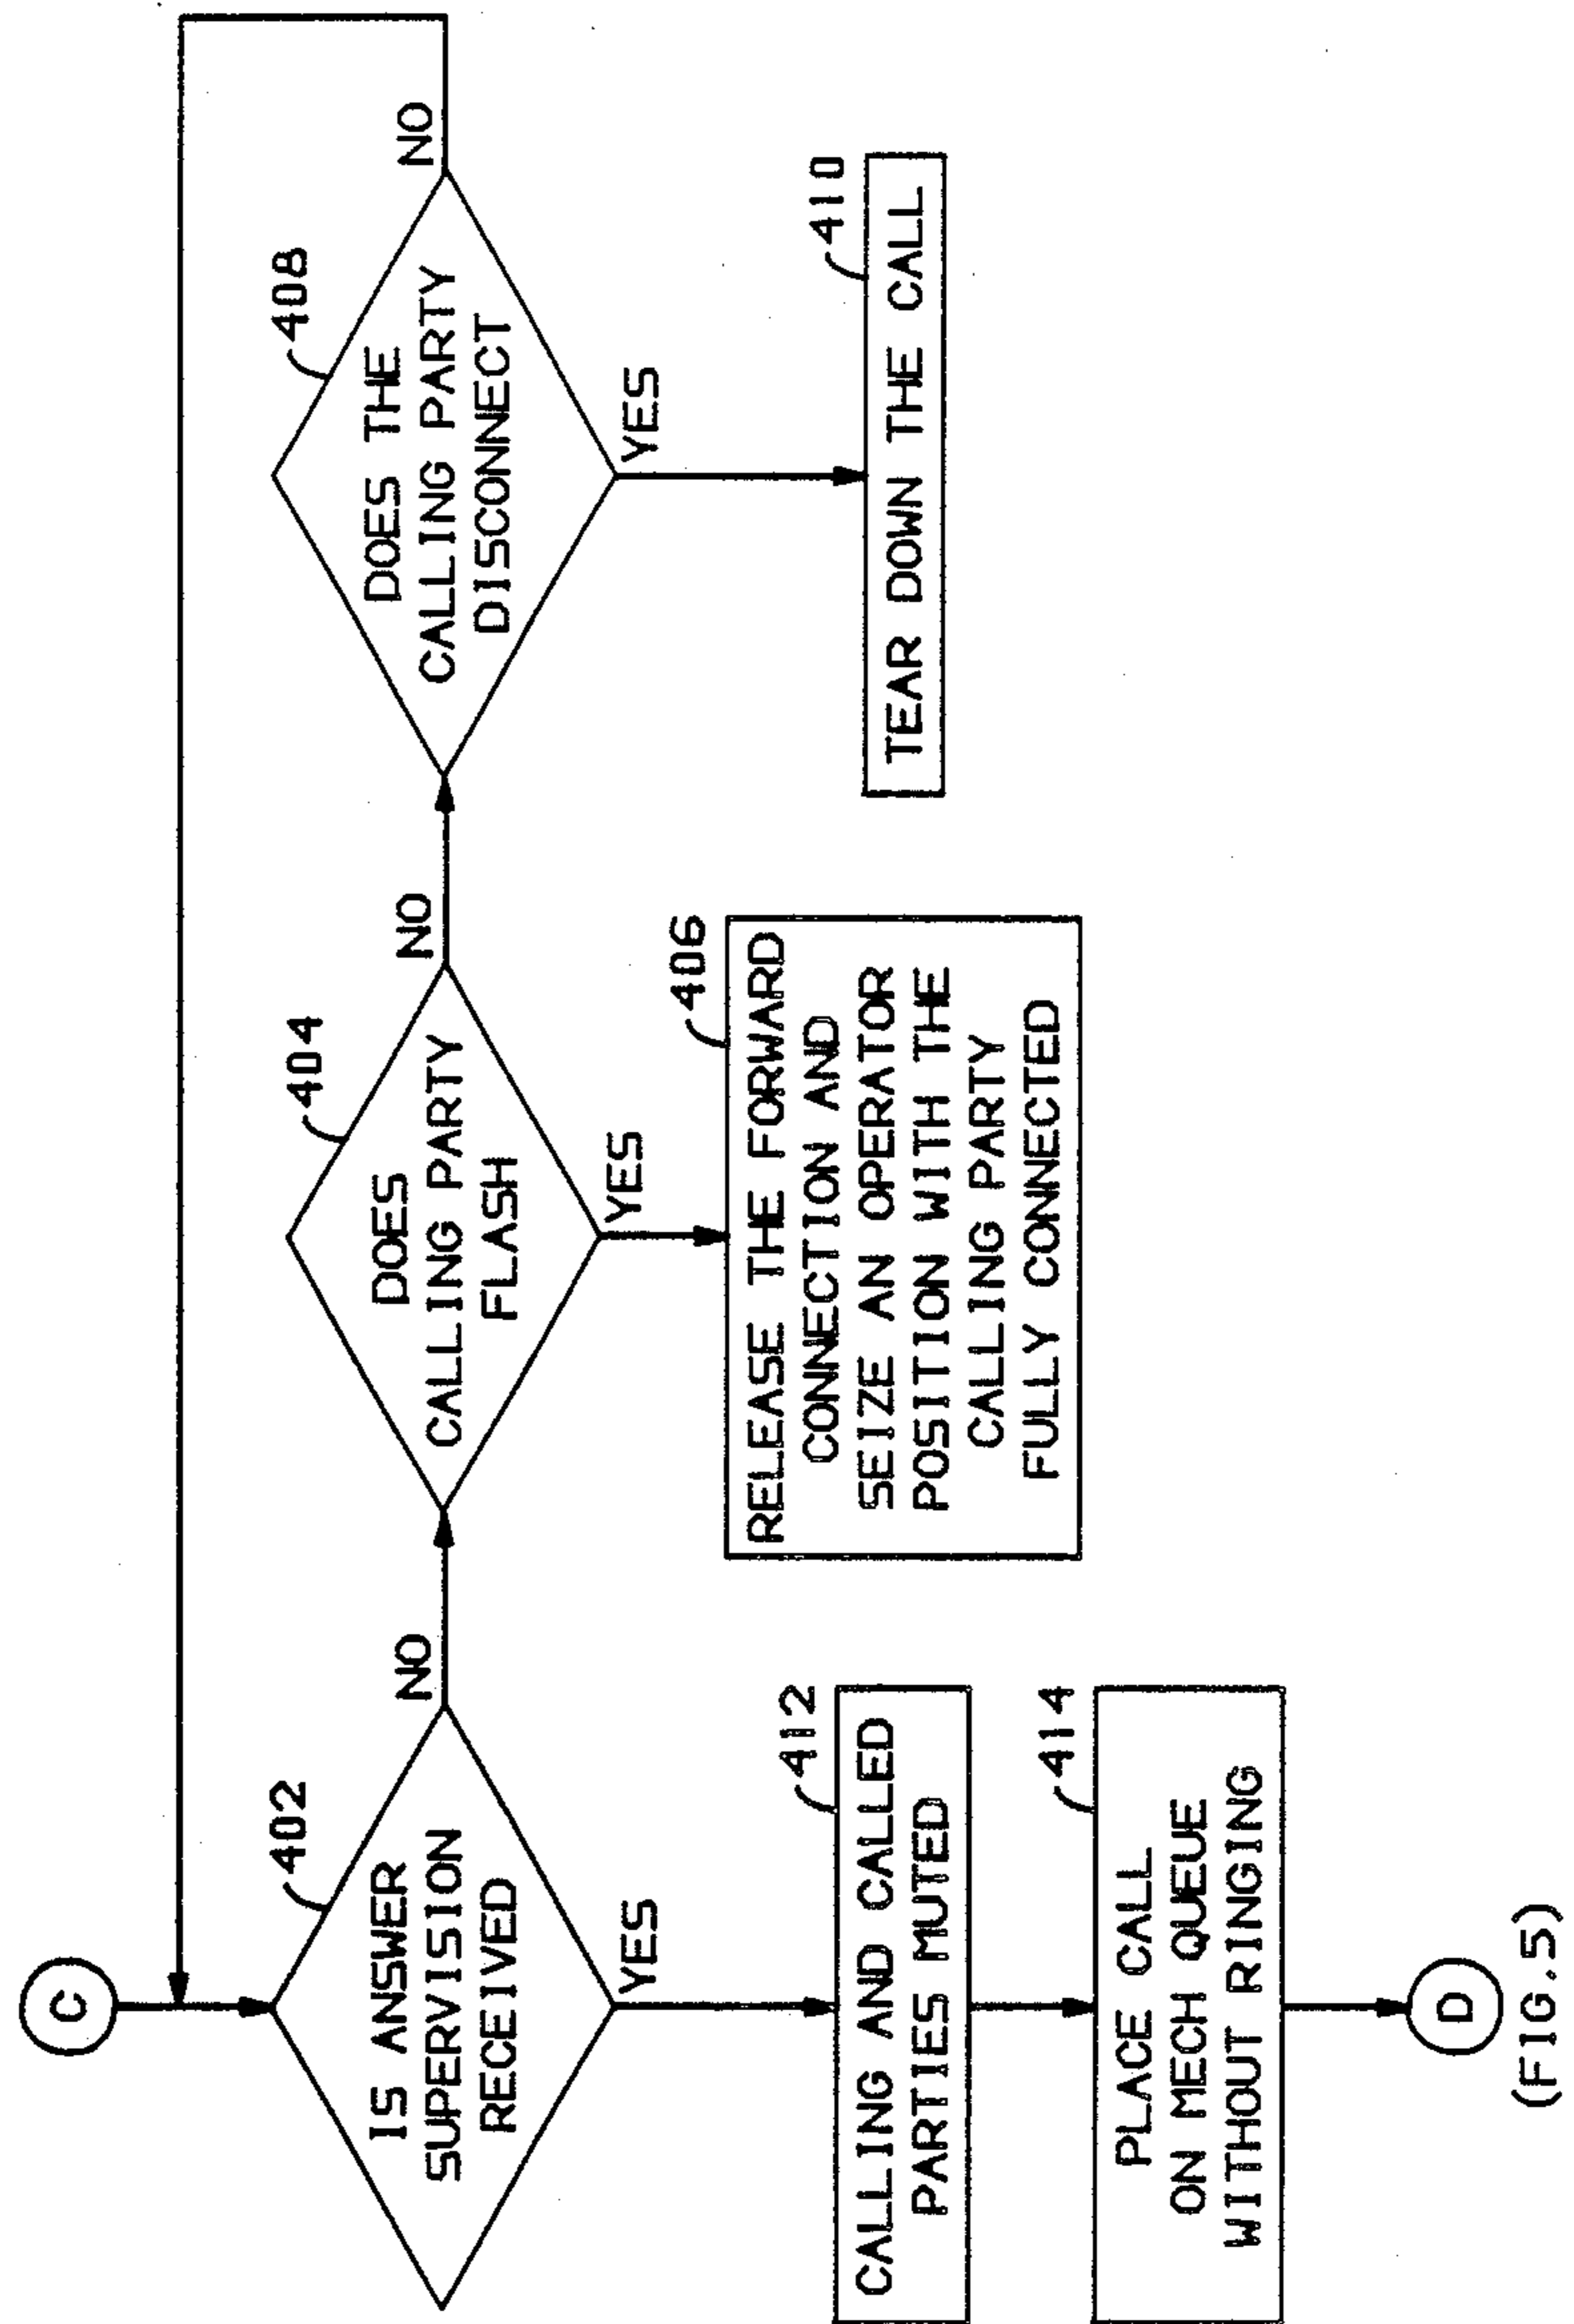 C
IS ANSWER
SUPERVISION
RECEIVED
402
NO
YES
DOES
CALLING PARTY
FLASH
404
NO
YES
DOES THE
CALLING PARTY
DISCONNECT
408
NO
YES
412
CALLING AND CALLED
PARTIES MUTED
414
PLACE CALL
ON MECH QUEUE
WITHOUT RINGING
D
(FIG.5)
406
RELEASE THE FORWARD
CONNECTION AND
SEIZE AN OPERATOR
POSITION WITH THE
CALLING PARTY
FULLY CONNECTED
410
TEAR DOWN THE CALL